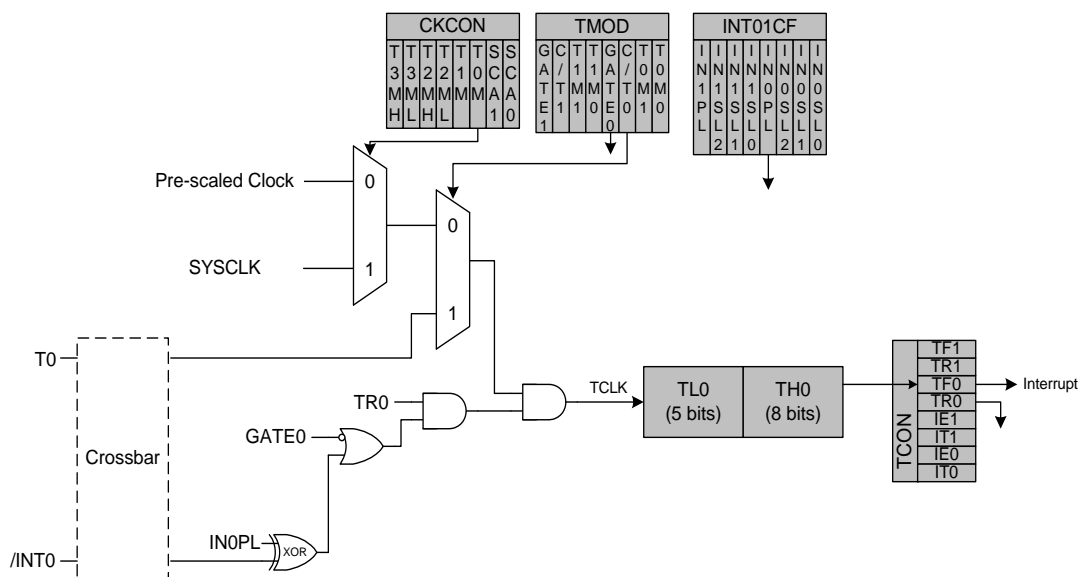 CKCON
T3MH
T3ML
T2MH
T2ML
T1M
T0M
SCA1
SCA0
TMOD
GATE1
C/T1
T1M1
T1M0
GATE0
C/T0
T0M1
T0M0
INT01CF
IN1PL
IN1SL2
IN1SL1
IN1SL0
IN0PL
IN0SL2
IN0SL1
IN0SL0
Pre-scaled Clock
0
SYSCLK
1
0
1
T0
Crossbar
/INT0
TR0
GATE0
IN0PL
XOR
TCLK
TL0
(5 bits)
TH0
(8 bits)
TCON
TF1
TR1
TF0
TR0
IE1
IT1
IE0
IT0
Interrupt